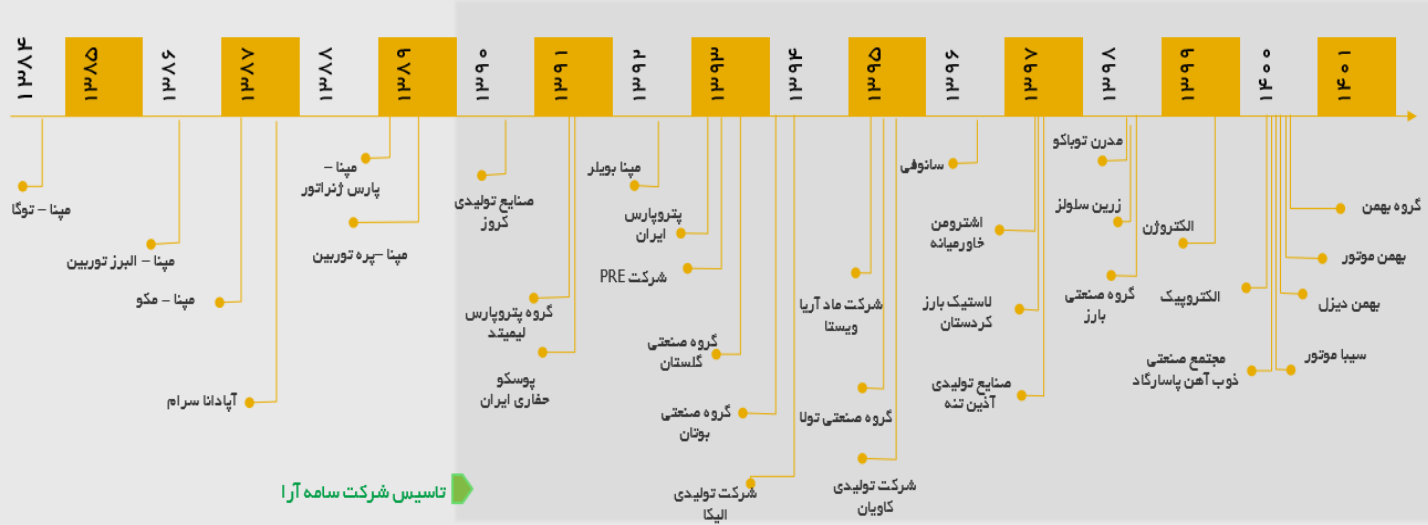 ۱۳۸۴
۱۳۸۵
۱۳۸۶
۱۳۸۷
۱۳۸۸
۱۳۸۹
۱۳۹۰
۱۳۹۱
۱۳۹۲
۱۳۹۳
۱۳۹۴
۱۳۹۵
۱۳۹۶
۱۳۹۷
۱۳۹۸
۱۳۹۹
۱۴۰۰
۱۴۰۱
مپنا – توگا
مپنا – البرز توربین
مپنا – مکو
آپادانا سرام
مپنا –
پارس ژنراتور
مپنا –پره توربین
صنایع تولیدی
کروز
گروه پتروپارس
لیمیتد
پوسکو
حفاری ایران
مپنا بویلر
پتروپارس
ایران
شرکت PRE
گروه صنعتی
گلستان
گروه صنعتی
بوتان
شرکت تولیدی
الیکا
شرکت ماد آریا
ویستا
گروه صنعتی تولا
شرکت تولیدی
کاویان
سانوفی
اشترومن
خاورمیانه
لاستیک بارز
کردستان
صنایع تولیدی
آذین تنه
مدرن توباکو
زرین سلولز
گروه صنعتی
بارز
الکتروژن
الکتروپیک
مجتمع صنعتی
ذوب آهن پاسارگاد
گروه بهمن
بهمن موتور
بهمن دیزل
سیبا موتور
تاسیس شرکت سامه آرا